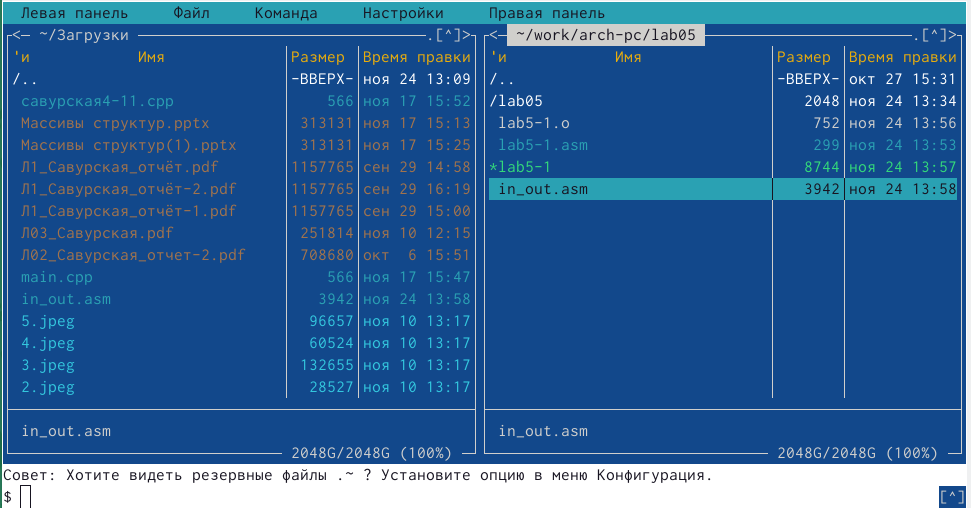 Левая панель Файл Команда Настройки Правая панель
<— ~/Загрузки .[^]> <— ~/work/arch-pc/lab05 .[^]>
'и Имя Размер Время правки 'и Имя Размер Время правки
/.. -ВВЕРХ- ноя 24 13:09 /.. -ВВЕРХ- окт 27 15:31
савурская4-11.cpp 566 ноя 17 15:52 /lab05 2048 ноя 24 13:34
Массивы структур.pptx 313131 ноя 17 15:13 lab5-1.o 752 ноя 24 13:56
Массивы структур(1).pptx 313131 ноя 17 15:25 lab5-1.asm 299 ноя 24 13:53
Л1_Савурская_отчёт.pdf 1157765 сен 29 14:58 *lab5-1 8744 ноя 24 13:57
Л1_Савурская_отчёт-2.pdf 1157765 сен 29 16:19 in_out.asm 3942 ноя 24 13:58
Л1_Савурская_отчёт-1.pdf 1157765 сен 29 15:00
Л03_Савурская.pdf 251814 ноя 10 12:15
Л02_Савурская_отчет-2.pdf 708680 окт 6 15:51
main.cpp 566 ноя 17 15:47
in_out.asm 3942 ноя 24 13:58
5.jpeg 96657 ноя 10 13:17
4.jpeg 60524 ноя 10 13:17
3.jpeg 132655 ноя 10 13:17
2.jpeg 28527 ноя 10 13:17
in_out.asm in_out.asm
2048G/2048G (100%) 2048G/2048G (100%)
Совет: Хотите видеть резервные файлы .~ ? Установите опцию в меню Конфигурация.
$ [^]